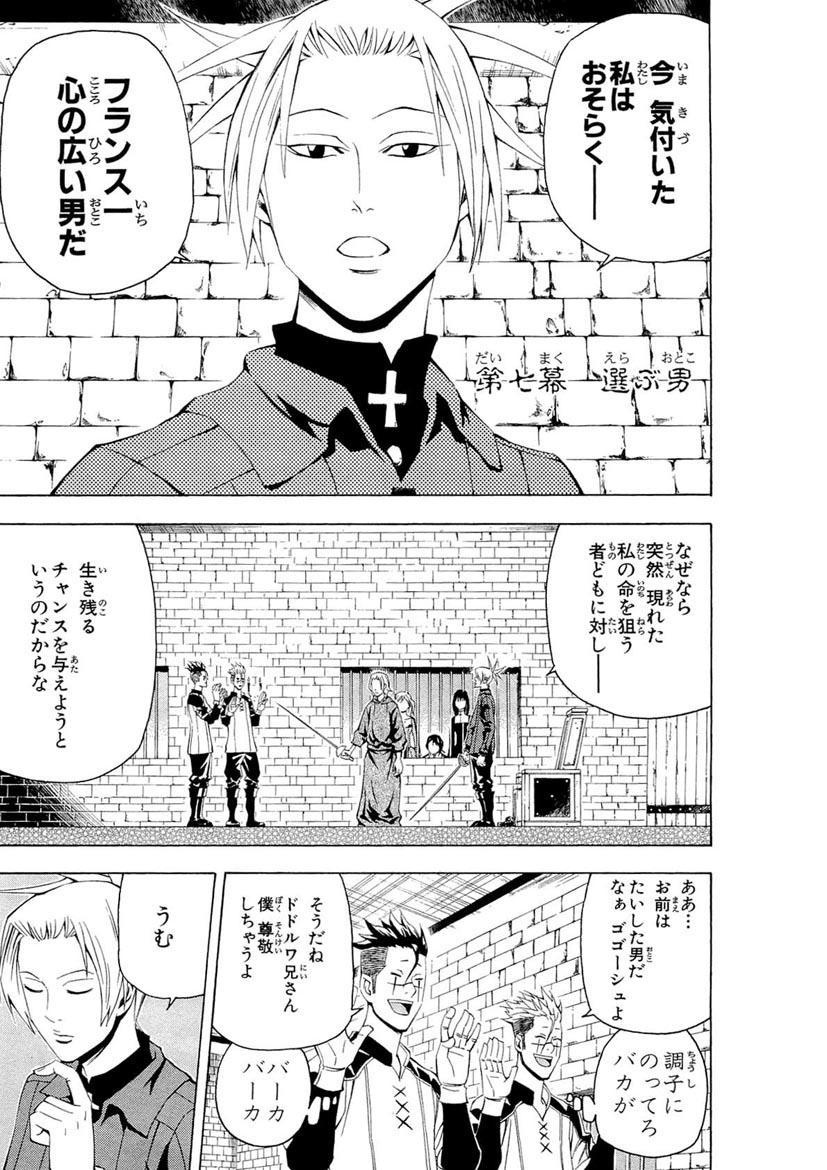 今 気付いた
私は
おそらく――
フランス一
心の広い男だ
第七幕 選ぶ男
なぜなら
突然 現れた
私の命を狙う
者どもに対し――
生き残る
チャンスを与えようと
いうのだからな
ああ…
お前は
たいした男だ
なぁ ゴゴーシュよ
調子に
のってろ
バカが
そうだね
ドドルワ兄さん
僕 尊敬
しちゃうよ
バーカ
バーカ
うむ